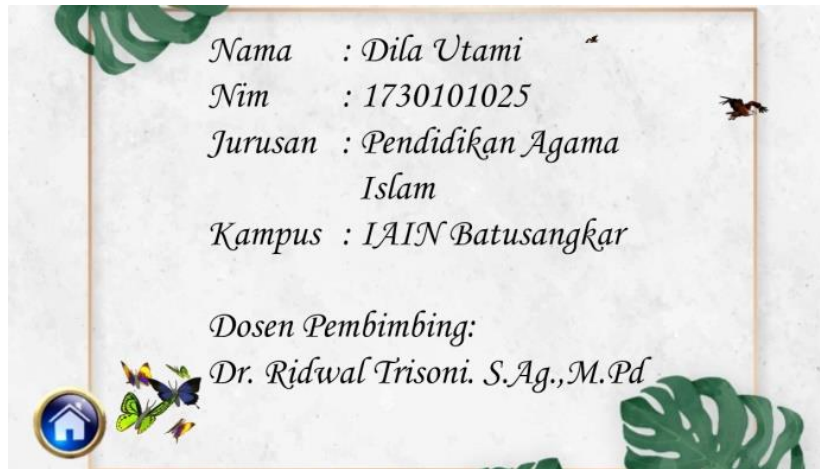 Nama : Dila Utami
Nim : 1730101025
Jurusan : Pendidikan Agama
Islam
Kampus : IAIN Batusangkar
Dosen Pembimbing:
Dr. Ridwal Trisoni. S.Ag.,M.Pd